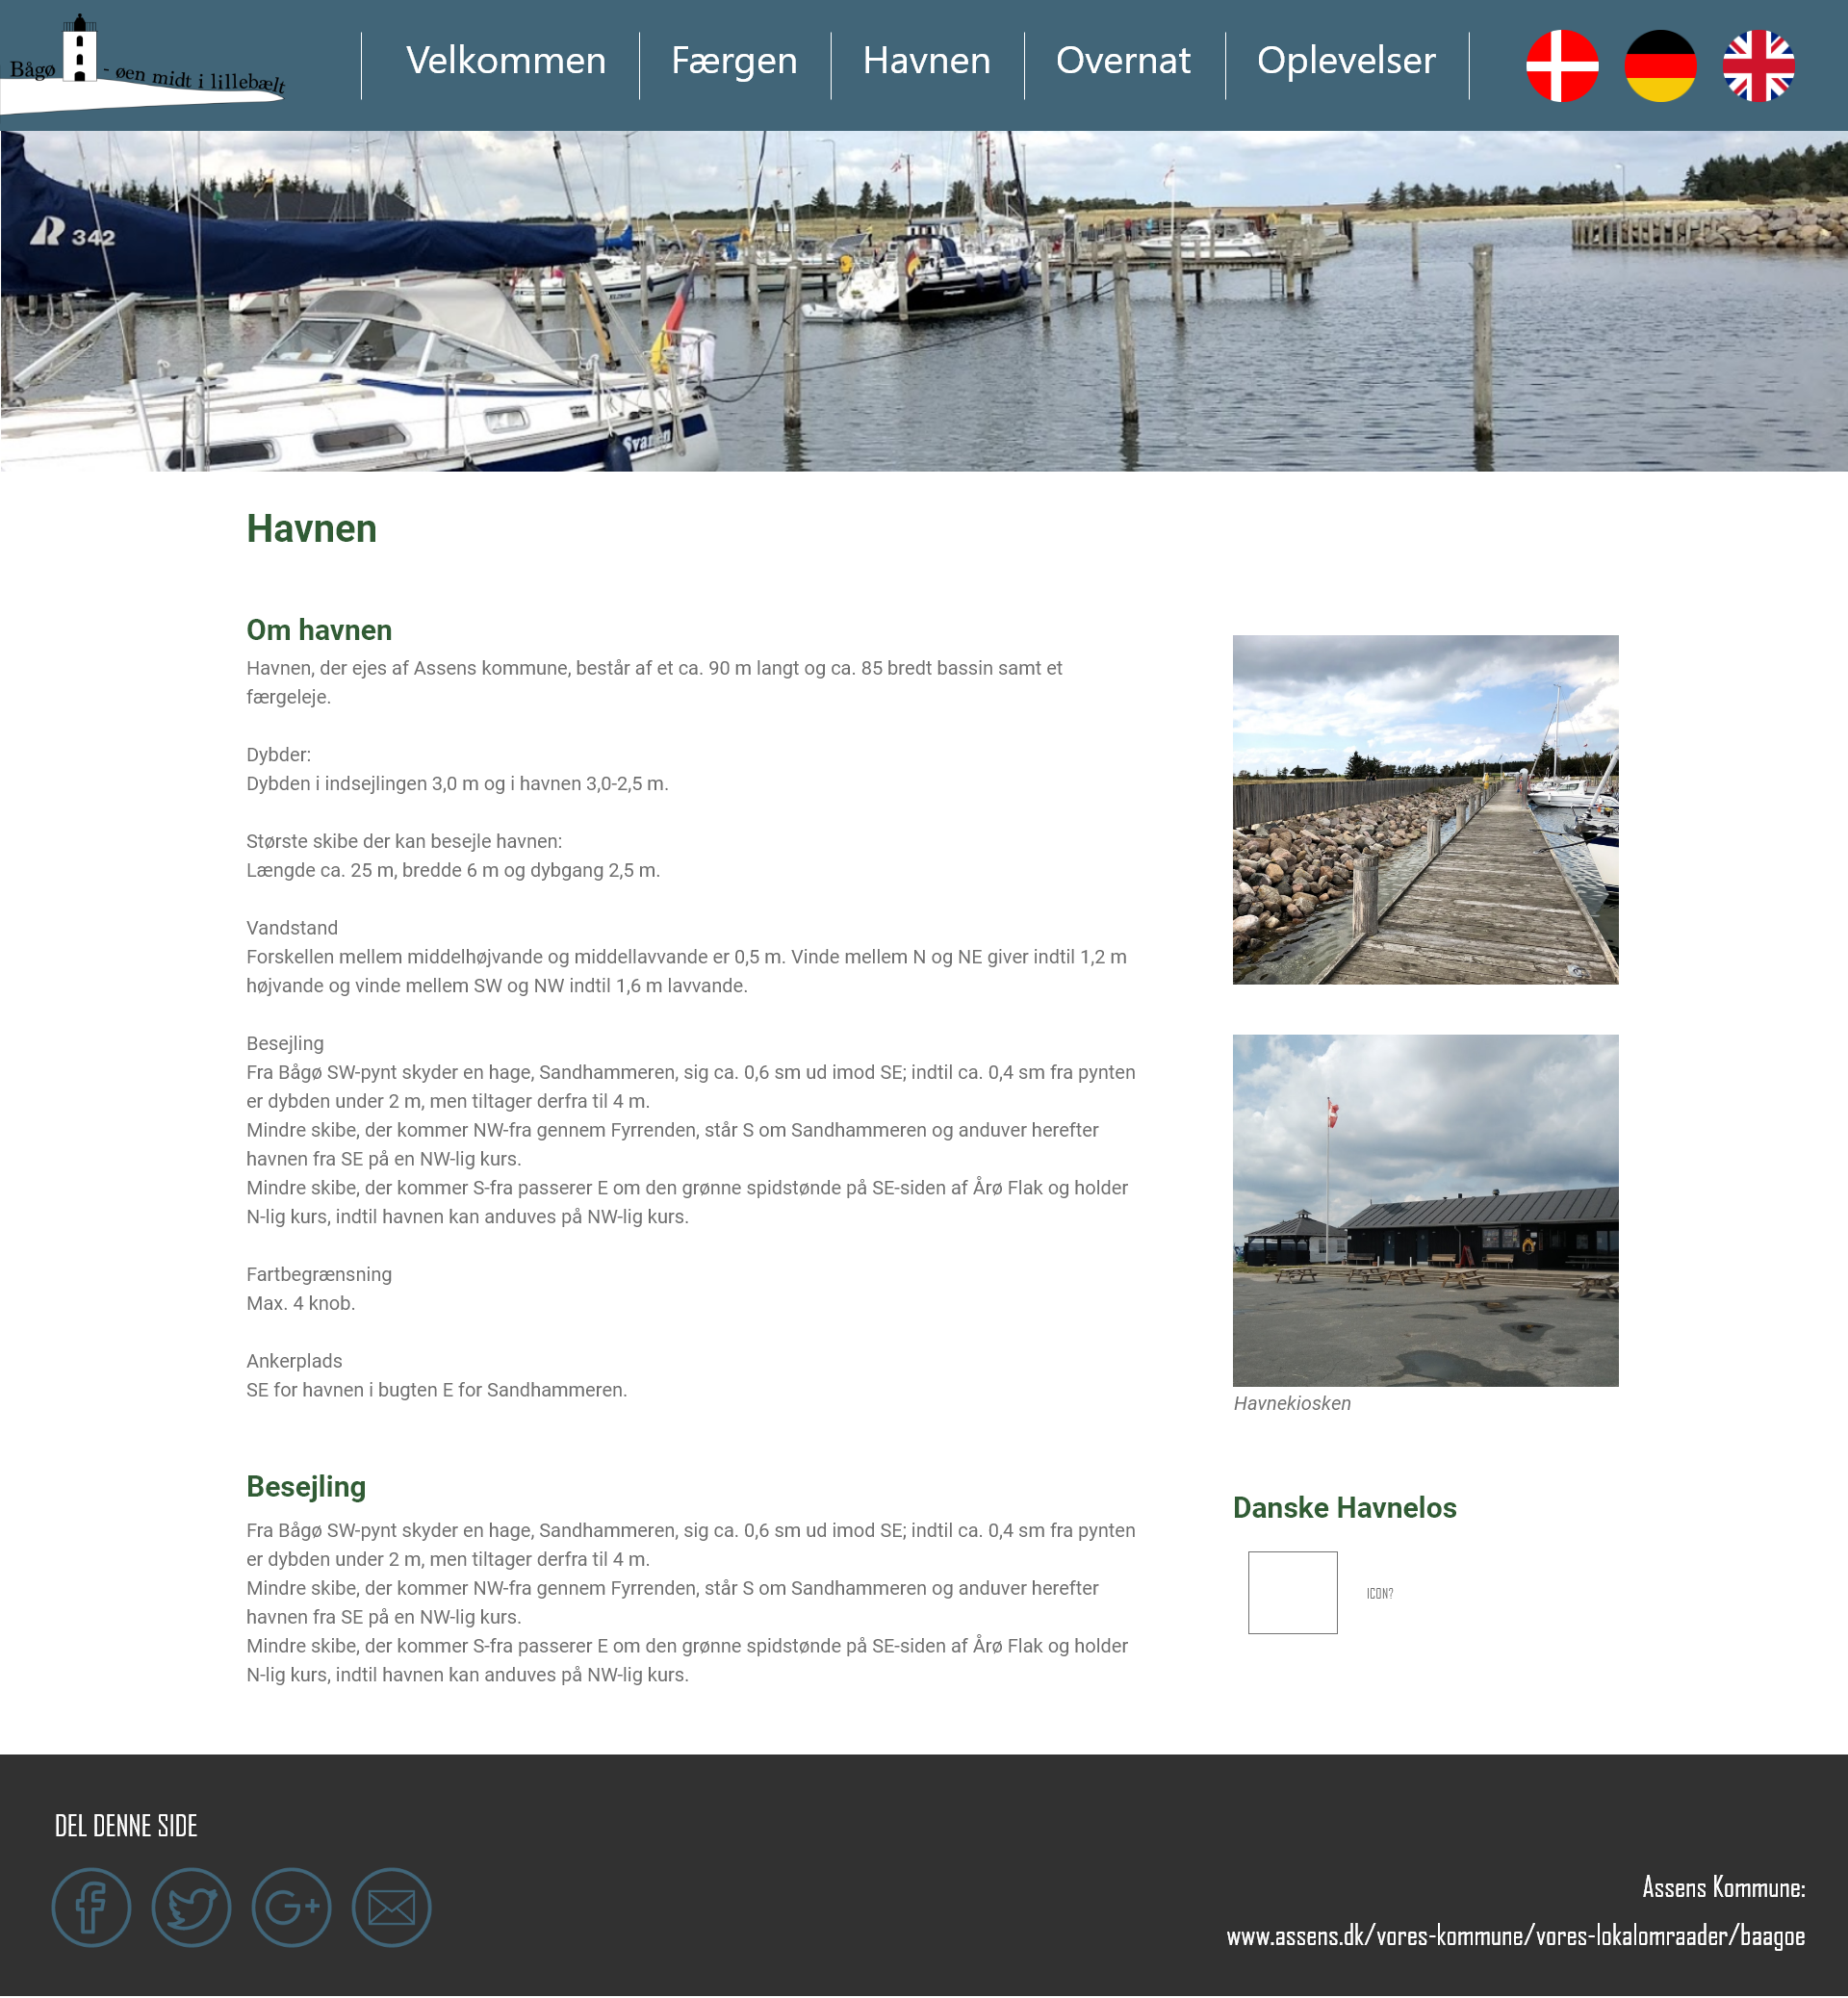 Bågø - øen midt i lillebælt
Velkommen
Færgen
Havnen
Overnat
Oplevelser
R 342
Svanen
Havnen
Om havnen
Havnen, der ejes af Assens kommune, består af et ca. 90 m langt og ca. 85 bredt bassin samt et
færgeleje.
Dybder:
Dybden i indsejlingen 3,0 m og i havnen 3,0-2,5 m.
Største skibe der kan besejle havnen:
Længde ca. 25 m, bredde 6 m og dybgang 2,5 m.
Vandstand
Forskellen mellem middelhøjvande og middellavvande er 0,5 m. Vinde mellem N og NE giver indtil 1,2 m
højvande og vinde mellem SW og NW indtil 1,6 m lavvande.
Besejling
Fra Bågø SW-pynt skyder en hage, Sandhammeren, sig ca. 0,6 sm ud imod SE; indtil ca. 0,4 sm fra pynten
er dybden under 2 m, men tiltager derfra til 4 m.
Mindre skibe, der kommer NW-fra gennem Fyrrenden, står S om Sandhammeren og anduver herefter
havnen fra SE på en NW-lig kurs.
Mindre skibe, der kommer S-fra passerer E om den grønne spidstønde på SE-siden af Årø Flak og holder
N-lig kurs, indtil havnen kan anduves på NW-lig kurs.
Fartbegrænsning
Max. 4 knob.
Ankerplads
SE for havnen i bugten E for Sandhammeren.
Havnekiosken
Besejling
Fra Bågø SW-pynt skyder en hage, Sandhammeren, sig ca. 0,6 sm ud imod SE; indtil ca. 0,4 sm fra pynten
er dybden under 2 m, men tiltager derfra til 4 m.
Mindre skibe, der kommer NW-fra gennem Fyrrenden, står S om Sandhammeren og anduver herefter
havnen fra SE på en NW-lig kurs.
Mindre skibe, der kommer S-fra passerer E om den grønne spidstønde på SE-siden af Årø Flak og holder
N-lig kurs, indtil havnen kan anduves på NW-lig kurs.
Danske Havnelos
ICON?
DEL DENNE SIDE
Assens Kommune:
www.assens.dk/vores-kommune/vores-lokalomraader/baagoe